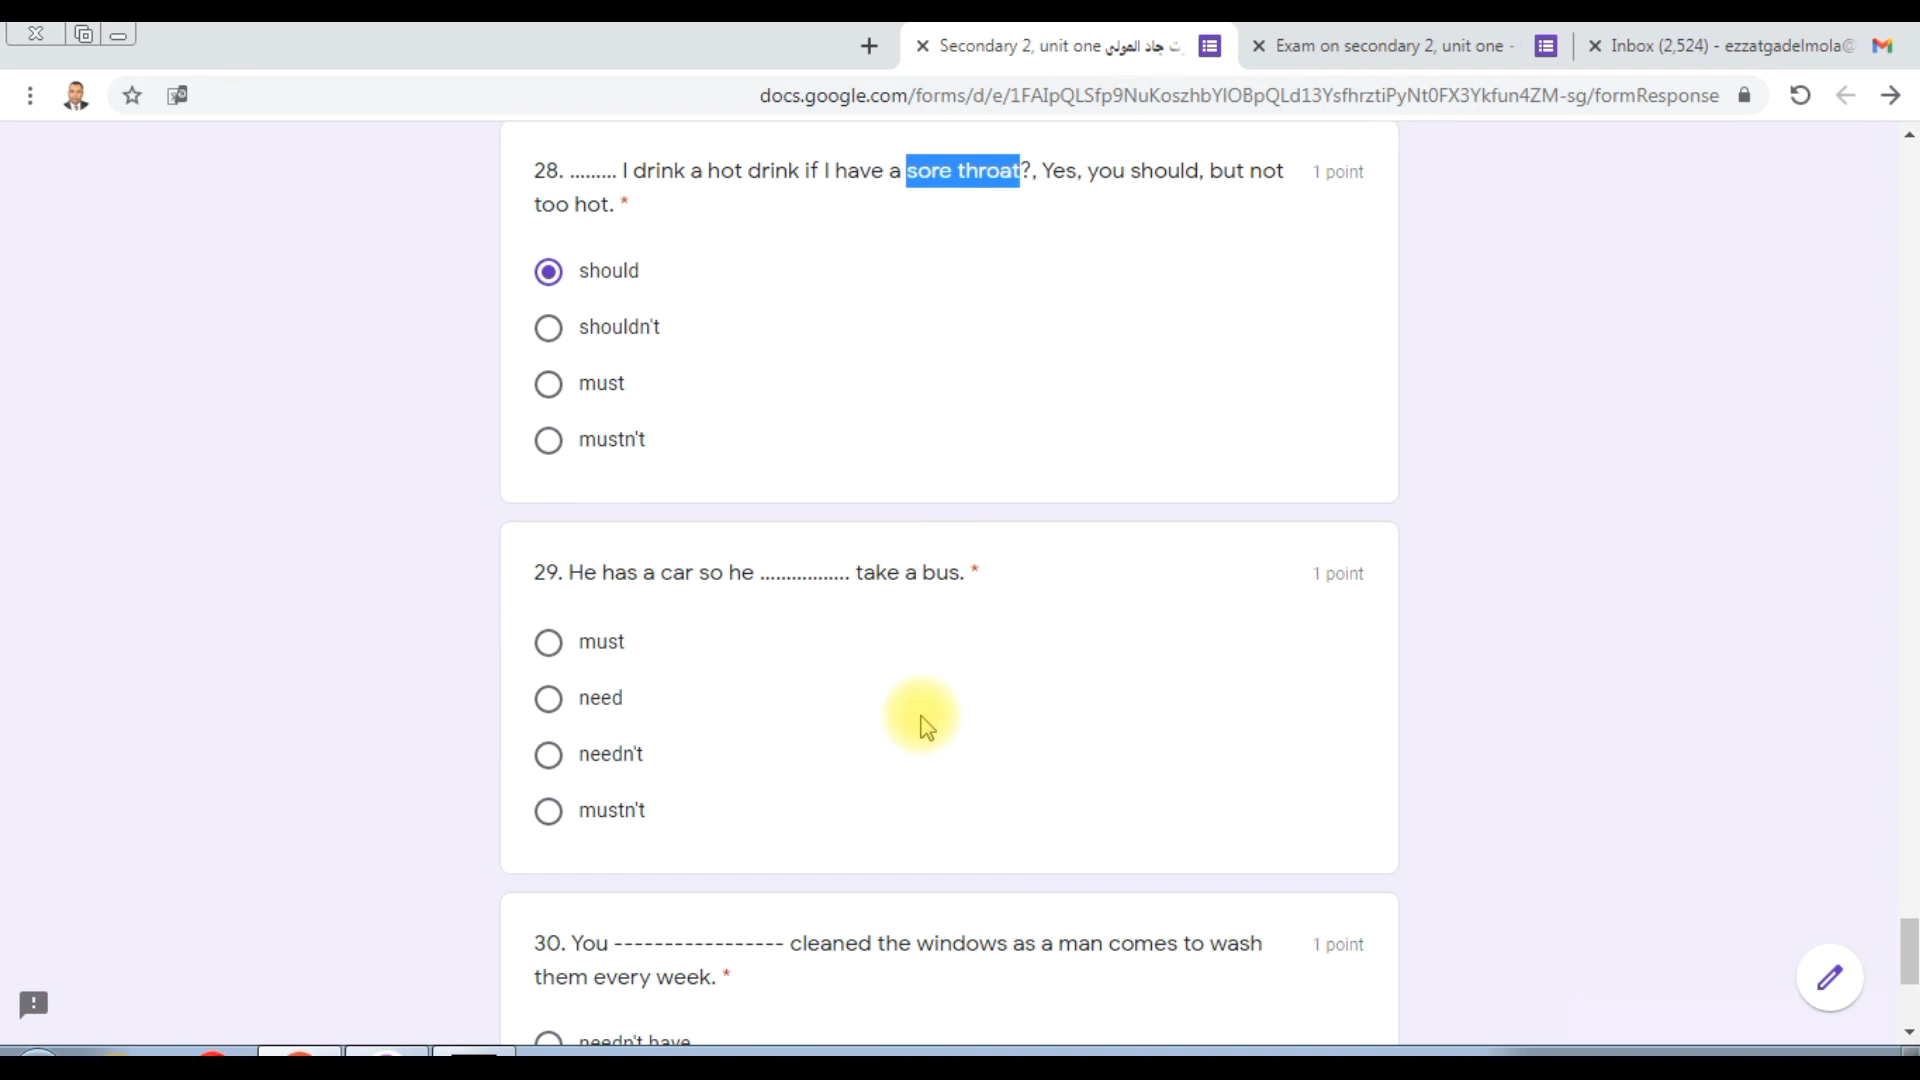 Secondary 2, unit one ت جاد المولى
Exam on secondary 2, unit one -
Inbox (2,524) - ezzatgadelmola@
docs.google.com/forms/d/e/1FAIpQLSfp9NuKoszhbYlOBpQLd13YsfhrztiPyNt0FX3Ykfun4ZM-sg/formResponse
28. ......... I drink a hot drink if I have a sore throat?, Yes, you should, but not 1 point
too hot. *
should
shouldn't
must
mustn't
29. He has a car so he ................. take a bus. * 1 point
must
need
needn't
mustn't
30. You ----------------- cleaned the windows as a man comes to wash 1 point
them every week. *
needn't have